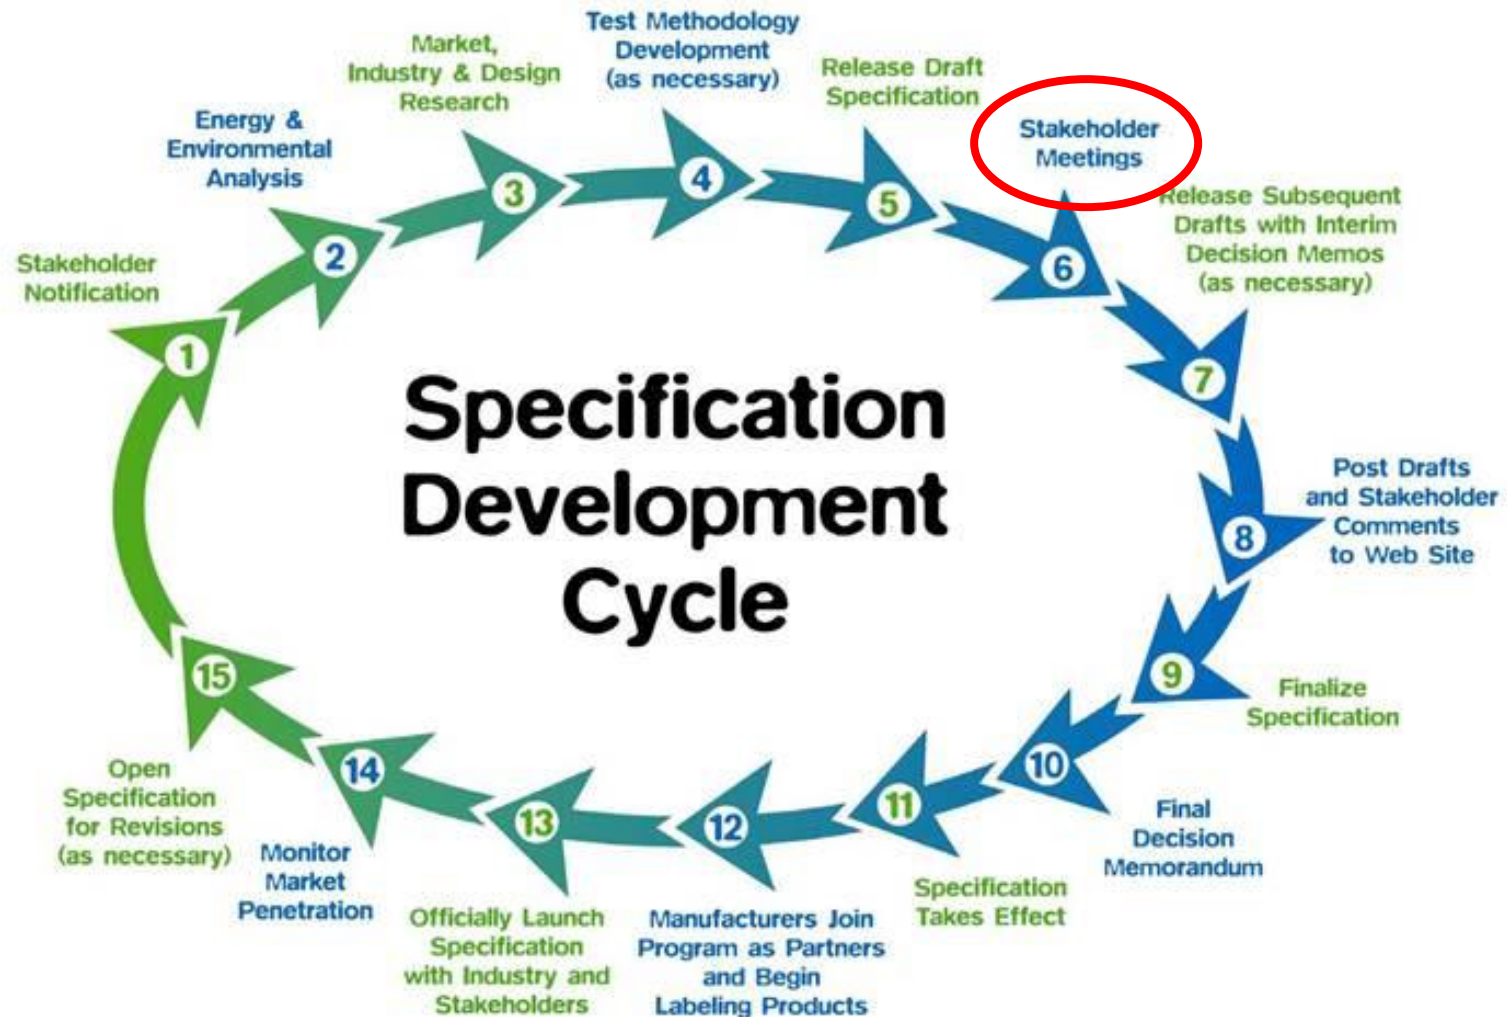 Specification
Development
Cycle
1
Stakeholder
Notification
2
Energy &
Environmental
Analysis
3
Market,
Industry & Design
Research
4
Test Methodology
Development
(as necessary)
5
Release Draft
Specification
6
Stakeholder
Meetings
7
Release Subsequent
Drafts with Interim
Decision Memos
(as necessary)
8
Post Drafts
and Stakeholder
Comments
to Web Site
9
Finalize
Specification
10
Final
Decision
Memorandum
11
Specification
Takes Effect
12
Manufacturers Join
Program as Partners
and Begin
Labeling Products
13
Officially Launch
Specification
with Industry and
Stakeholders
14
Monitor
Market
Penetration
15
Open
Specification
for Revisions
(as necessary)